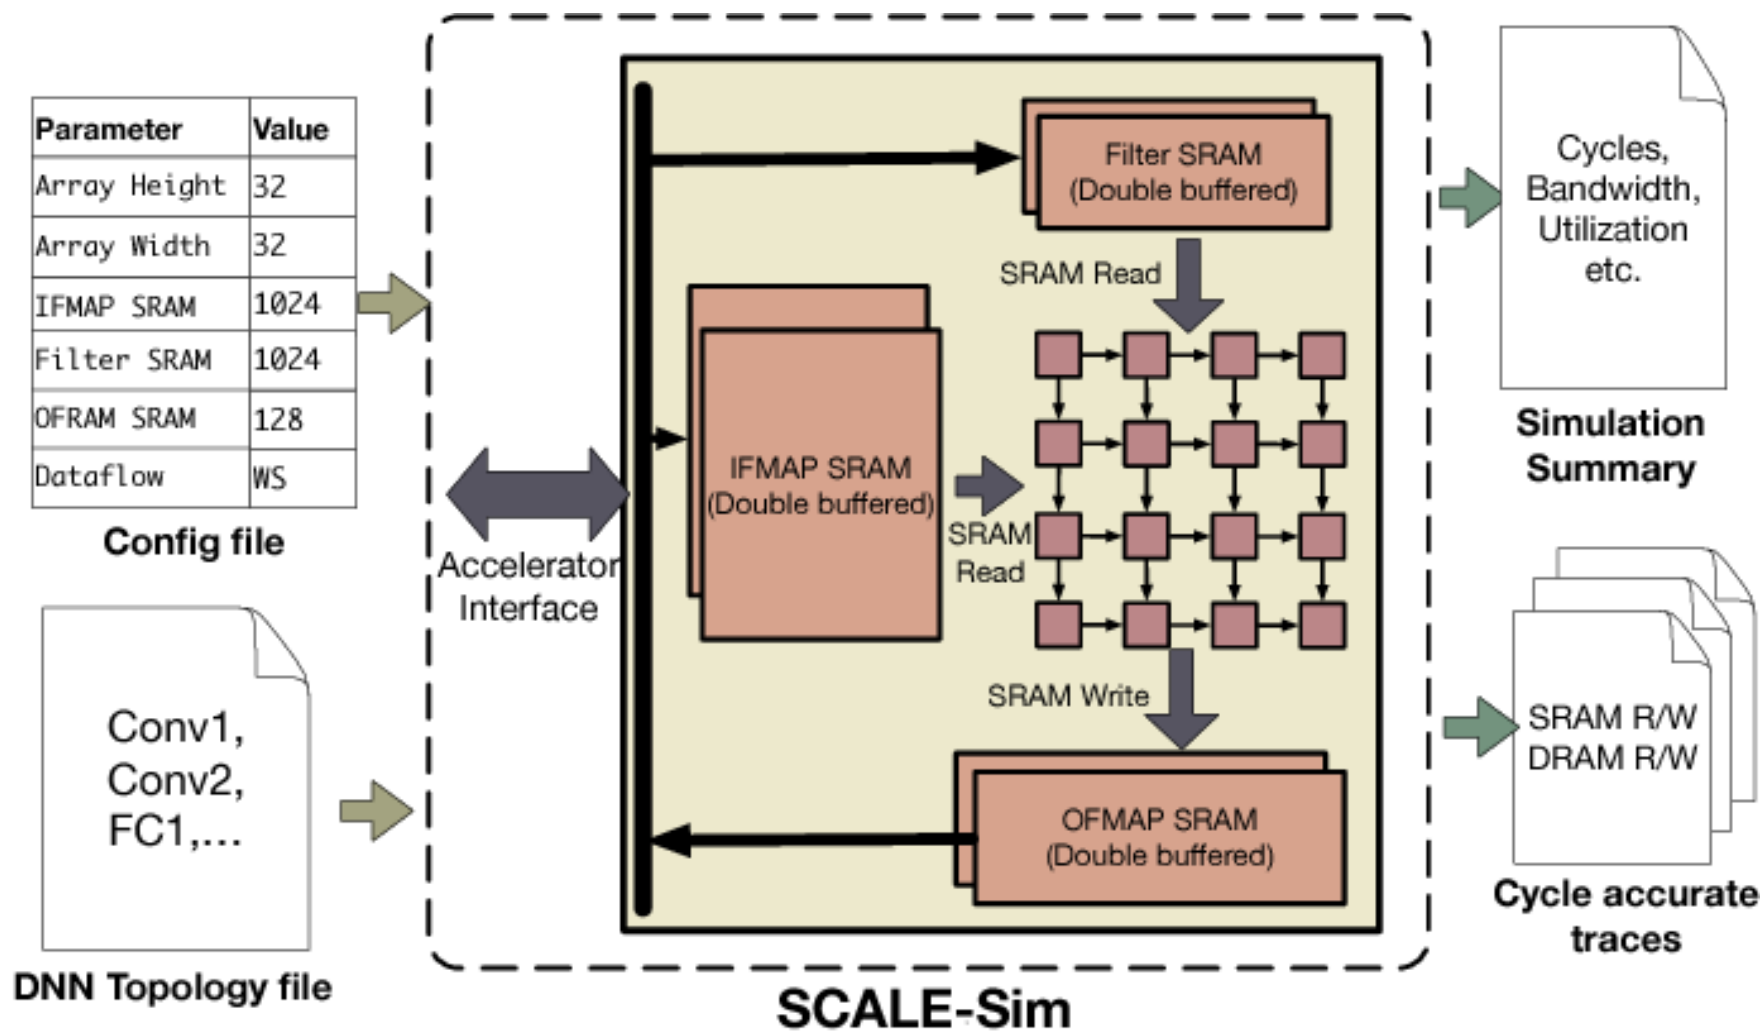 Parameter Value
Array Height 32
Array Width 32
IFMAP SRAM 1024
Filter SRAM 1024
OFRAM SRAM 128
Dataflow WS
Config file
Conv1,
Conv2,
FC1,...
DNN Topology file
Accelerator
Interface
Filter SRAM
(Double buffered)
SRAM Read
IFMAP SRAM
(Double buffered)
SRAM
Read
SRAM Write
OFMAP SRAM
(Double buffered)
SCALE-Sim
Cycles,
Bandwidth,
Utilization
etc.
Simulation
Summary
SRAM R/W
DRAM R/W
Cycle accurate
traces